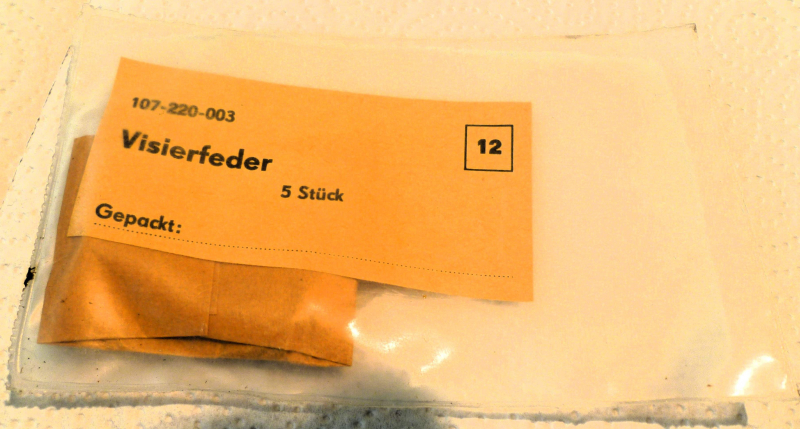 107-220-003
12
Visierfeder
5 Stück
Gepackt: